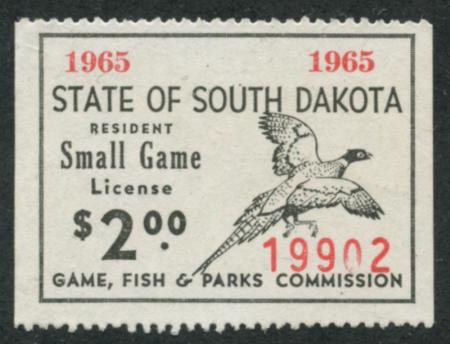 1965 1965
STATE OF SOUTH DAKOTA
RESIDENT
Small Game
License
$2.00
19902
GAME, FISH & PARKS COMMISSION